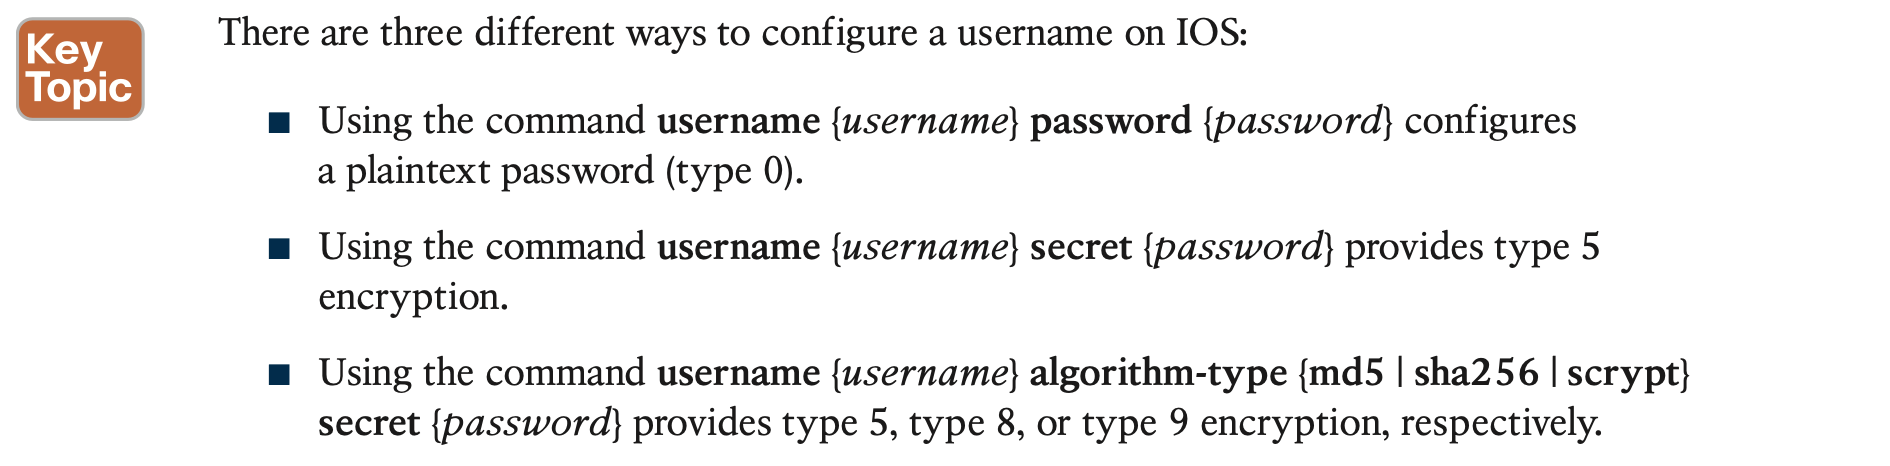 Key
Topic
There are three different ways to configure a username on IOS:
■ Using the command username {username} password {password} configures
a plaintext password (type 0).
■ Using the command username {username} secret {password} provides type 5
encryption.
■ Using the command username {username} algorithm-type {md5 | sha256 | scrypt}
secret {password} provides type 5, type 8, or type 9 encryption, respectively.